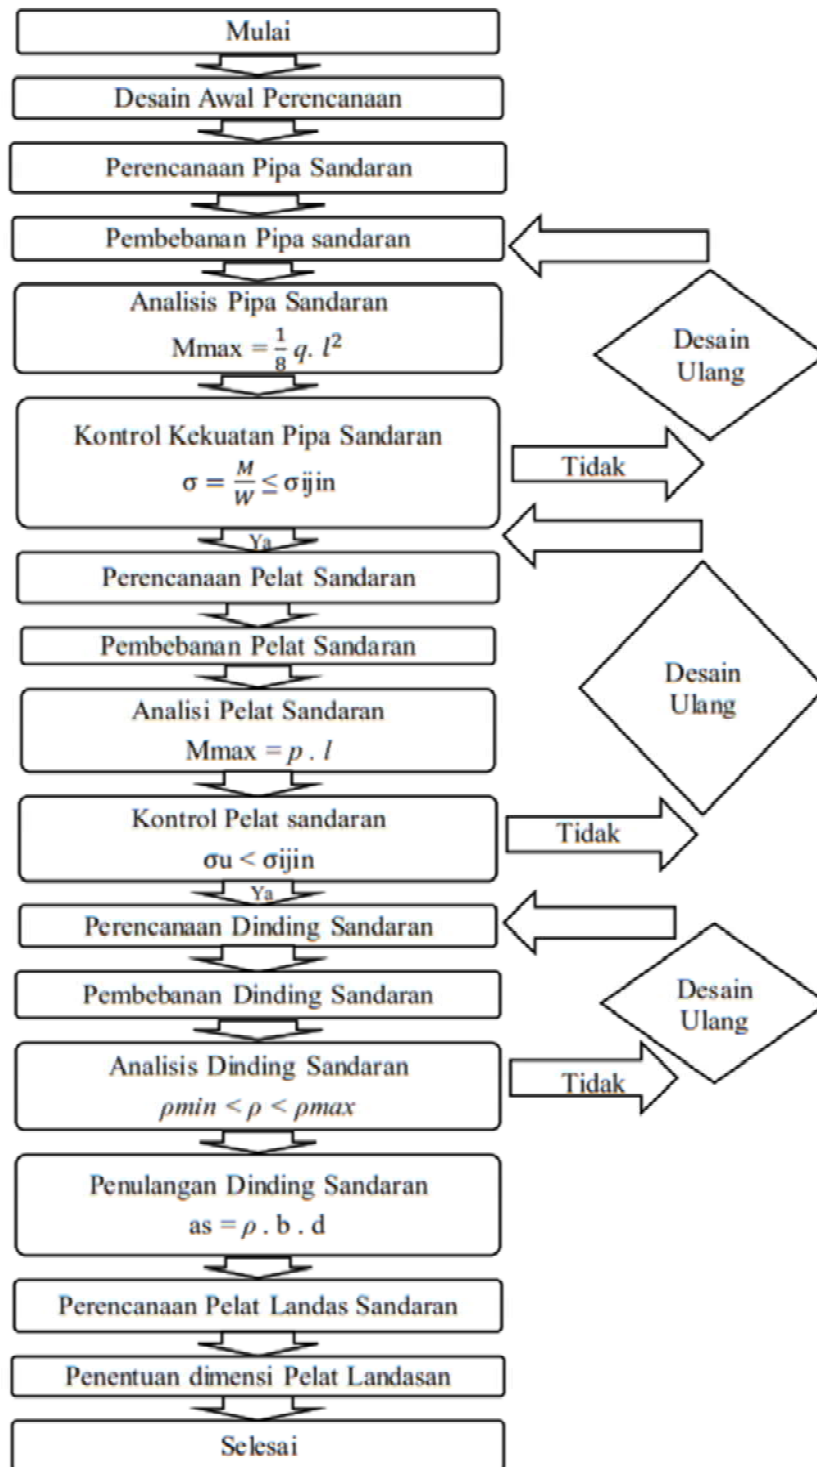 Mulai
Desain Awal Perencanaan
Perencanaan Pipa Sandaran
Pembebanan Pipa sandaran
Analisis Pipa Sandaran
Mmax = 1/8 q. l²
Desain
Ulang
Kontrol Kekuatan Pipa Sandaran
σ = M/W ≤ σijin
Tidak
Ya
Perencanaan Pelat Sandaran
Pembebanan Pelat Sandaran
Analisi Pelat Sandaran
Mmax = p . l
Desain
Ulang
Kontrol Pelat sandaran
σu < σijin
Tidak
Ya
Perencanaan Dinding Sandaran
Pembebanan Dinding Sandaran
Desain
Ulang
Analisis Dinding Sandaran
ρmin < ρ < ρmax
Tidak
Penulangan Dinding Sandaran
as = ρ . b . d
Perencanaan Pelat Landas Sandaran
Penentuan dimensi Pelat Landasan
Selesai